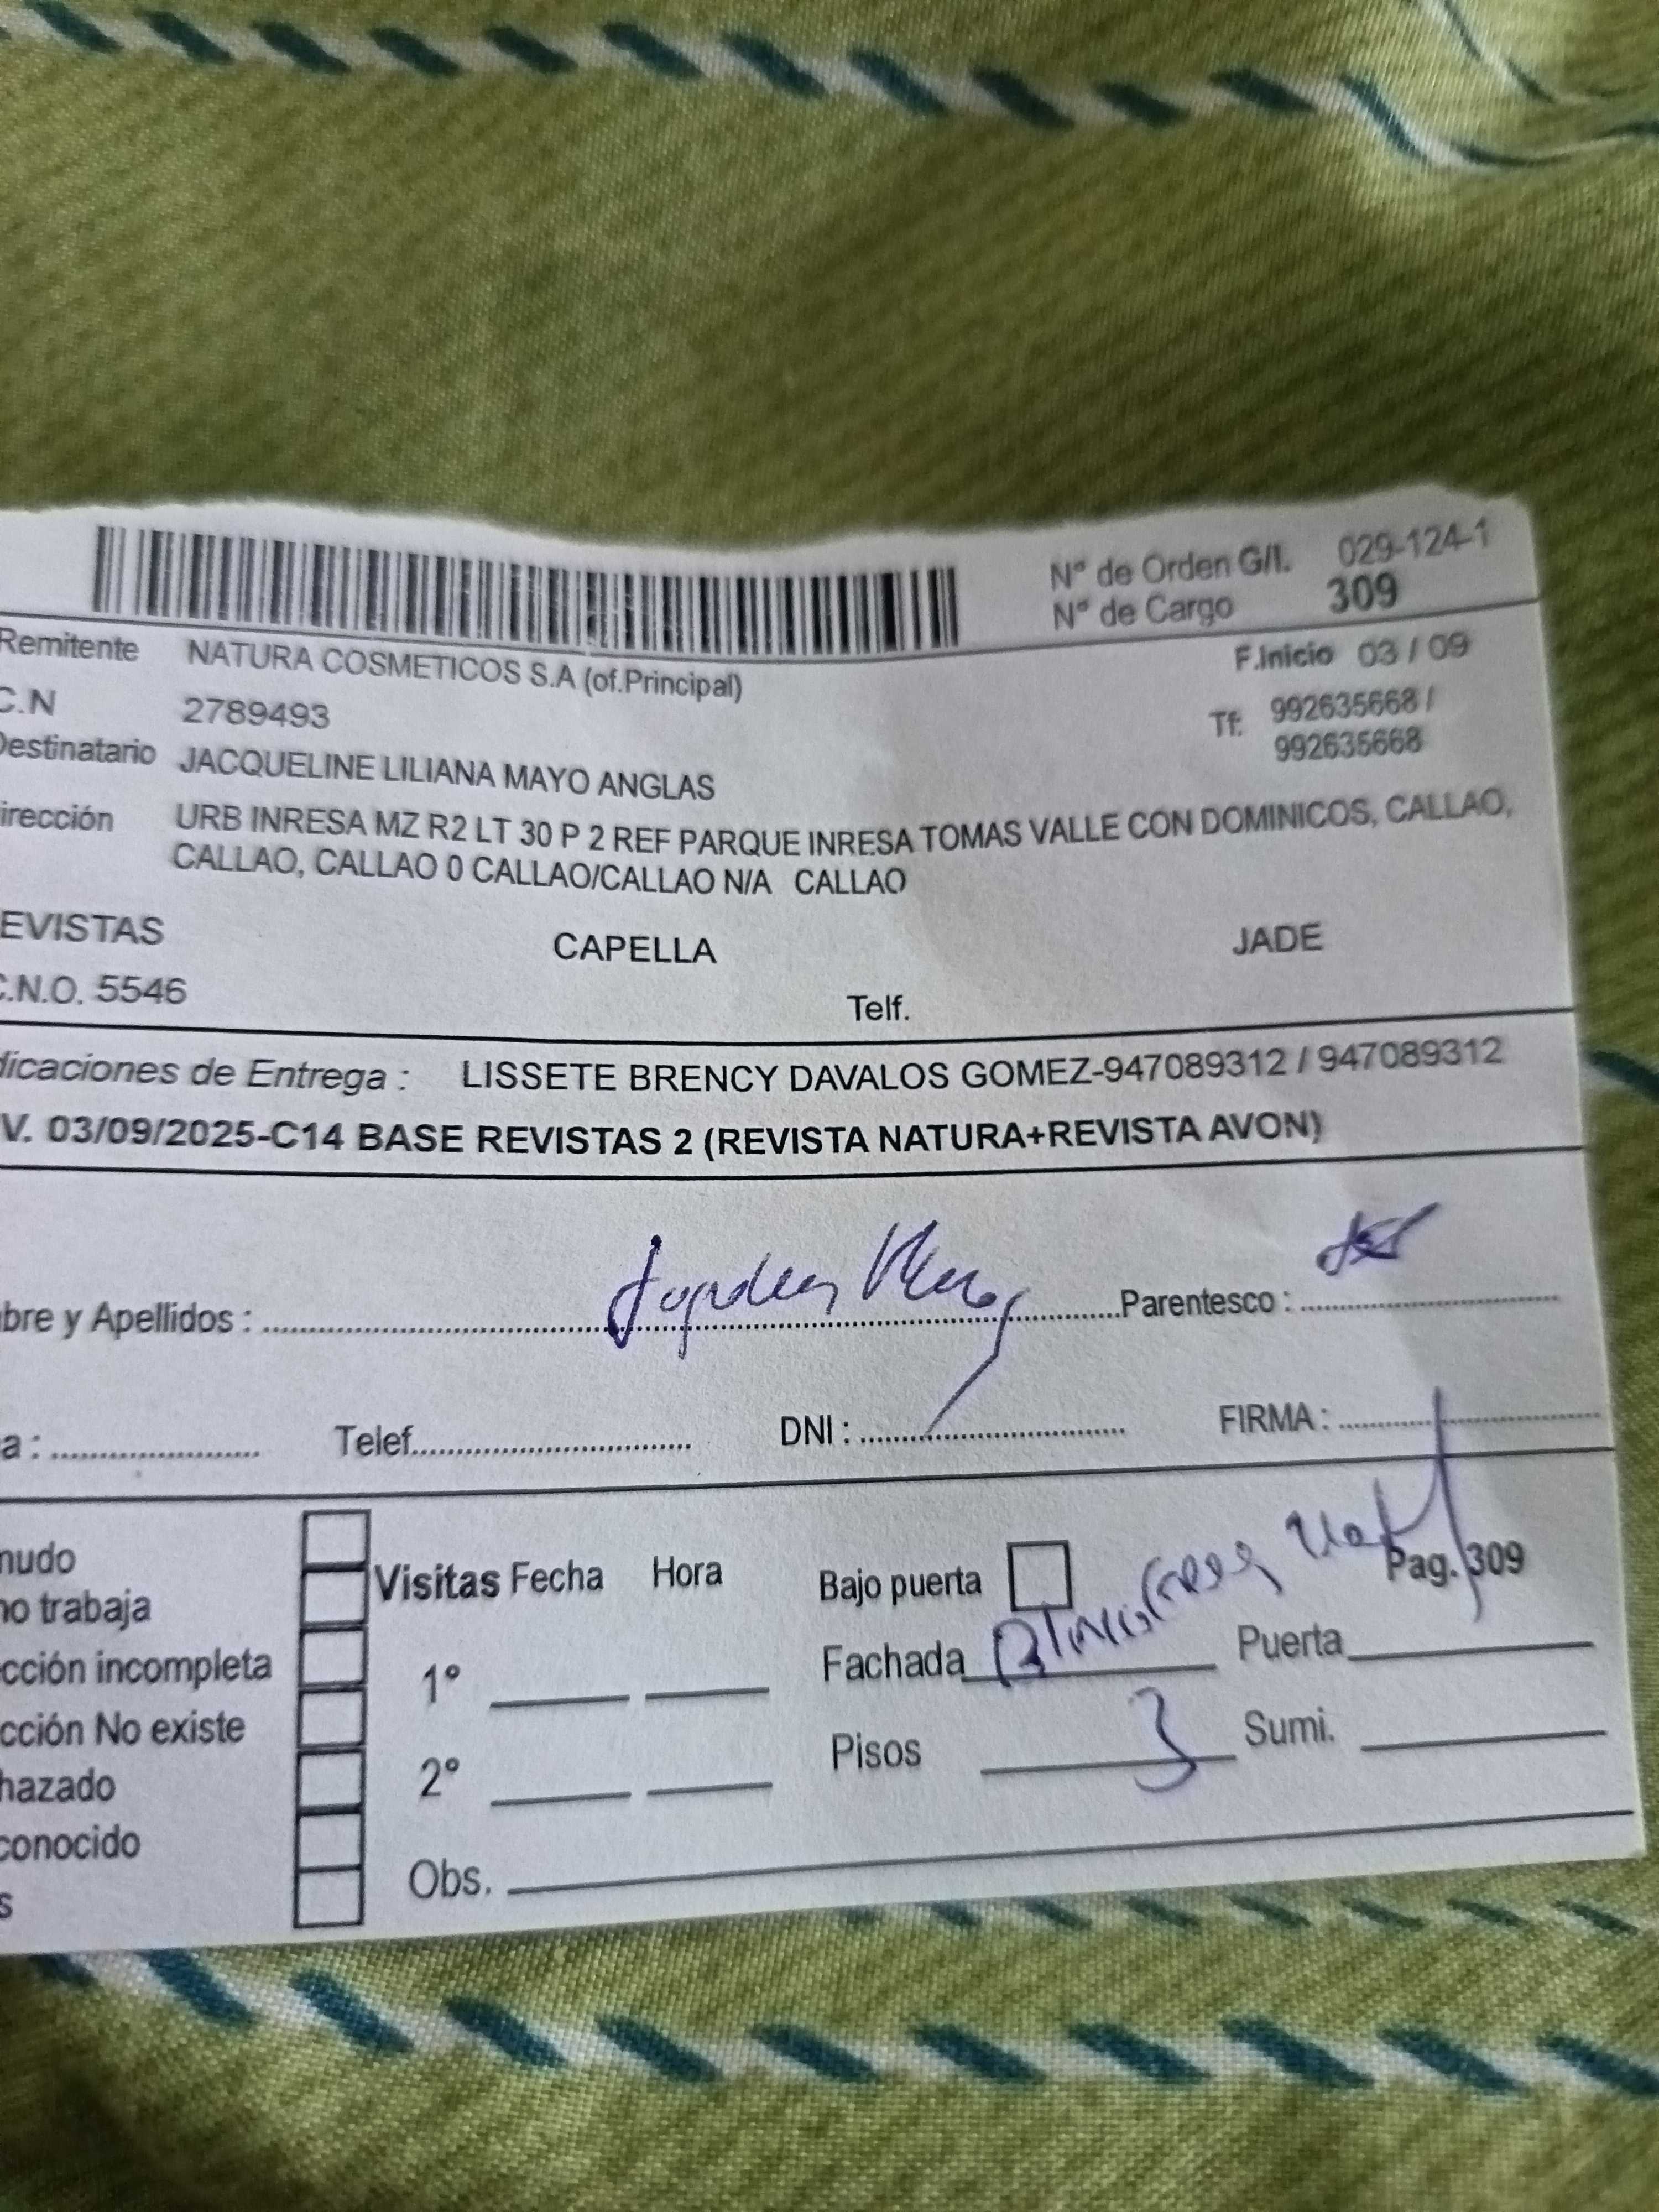 Nº de Orden G/I. 029-124-1
Nº de Cargo 309
Remitente NATURA COSMETICOS S.A (of.Principal)
F.Inicio 03 / 09
C.N 2789493
Tf: 992635668 /
992635668
Destinatario JACQUELINE LILIANA MAYO ANGLAS
irección URB INRESA MZ R2 LT 30 P 2 REF PARQUE INRESA TOMAS VALLE CON DOMINICOS, CALLAO,
CALLAO, CALLAO 0 CALLAO/CALLAO N/A CALLAO
EVISTAS CAPELLA JADE
C.N.O. 5546 Telf.
dicaciones de Entrega : LISSETE BRENCY DAVALOS GOMEZ-947089312 / 947089312
V. 03/09/2025-C14 BASE REVISTAS 2 (REVISTA NATURA+REVISTA AVON)
bre y Apellidos : Parentesco :
a : Telef. DNI : FIRMA :
nudo
no trabaja
cción incompleta
cción No existe
hazado
conocido
s
Visitas Fecha Hora
1º
2º
Obs.
Bajo puerta Pag. 309
Fachada Puerta
Pisos 3 Sumi.